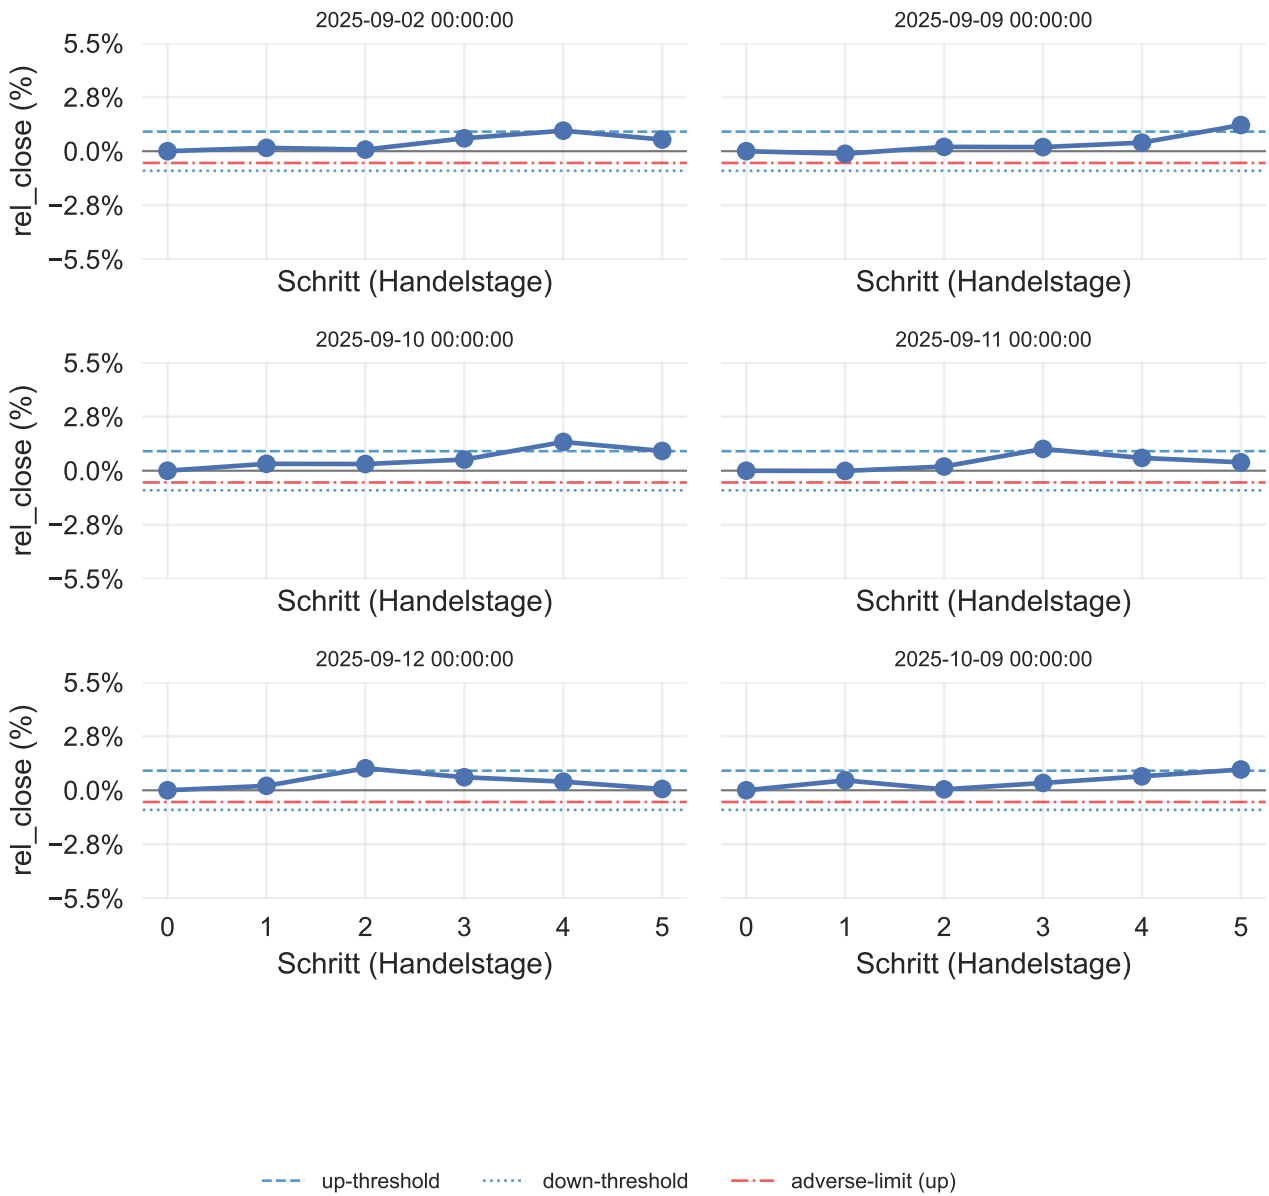 2025-09-02 00:00:00
2025-09-09 00:00:00
rel_close (%)
5.5%
2.8%
0.0%
−2.8%
−5.5%
Schritt (Handelstage)
Schritt (Handelstage)
2025-09-10 00:00:00
2025-09-11 00:00:00
rel_close (%)
5.5%
2.8%
0.0%
−2.8%
−5.5%
Schritt (Handelstage)
Schritt (Handelstage)
2025-09-12 00:00:00
2025-10-09 00:00:00
rel_close (%)
5.5%
2.8%
0.0%
−2.8%
−5.5%
0 1 2 3 4 5
0 1 2 3 4 5
Schritt (Handelstage)
Schritt (Handelstage)
up-threshold
down-threshold
adverse-limit (up)